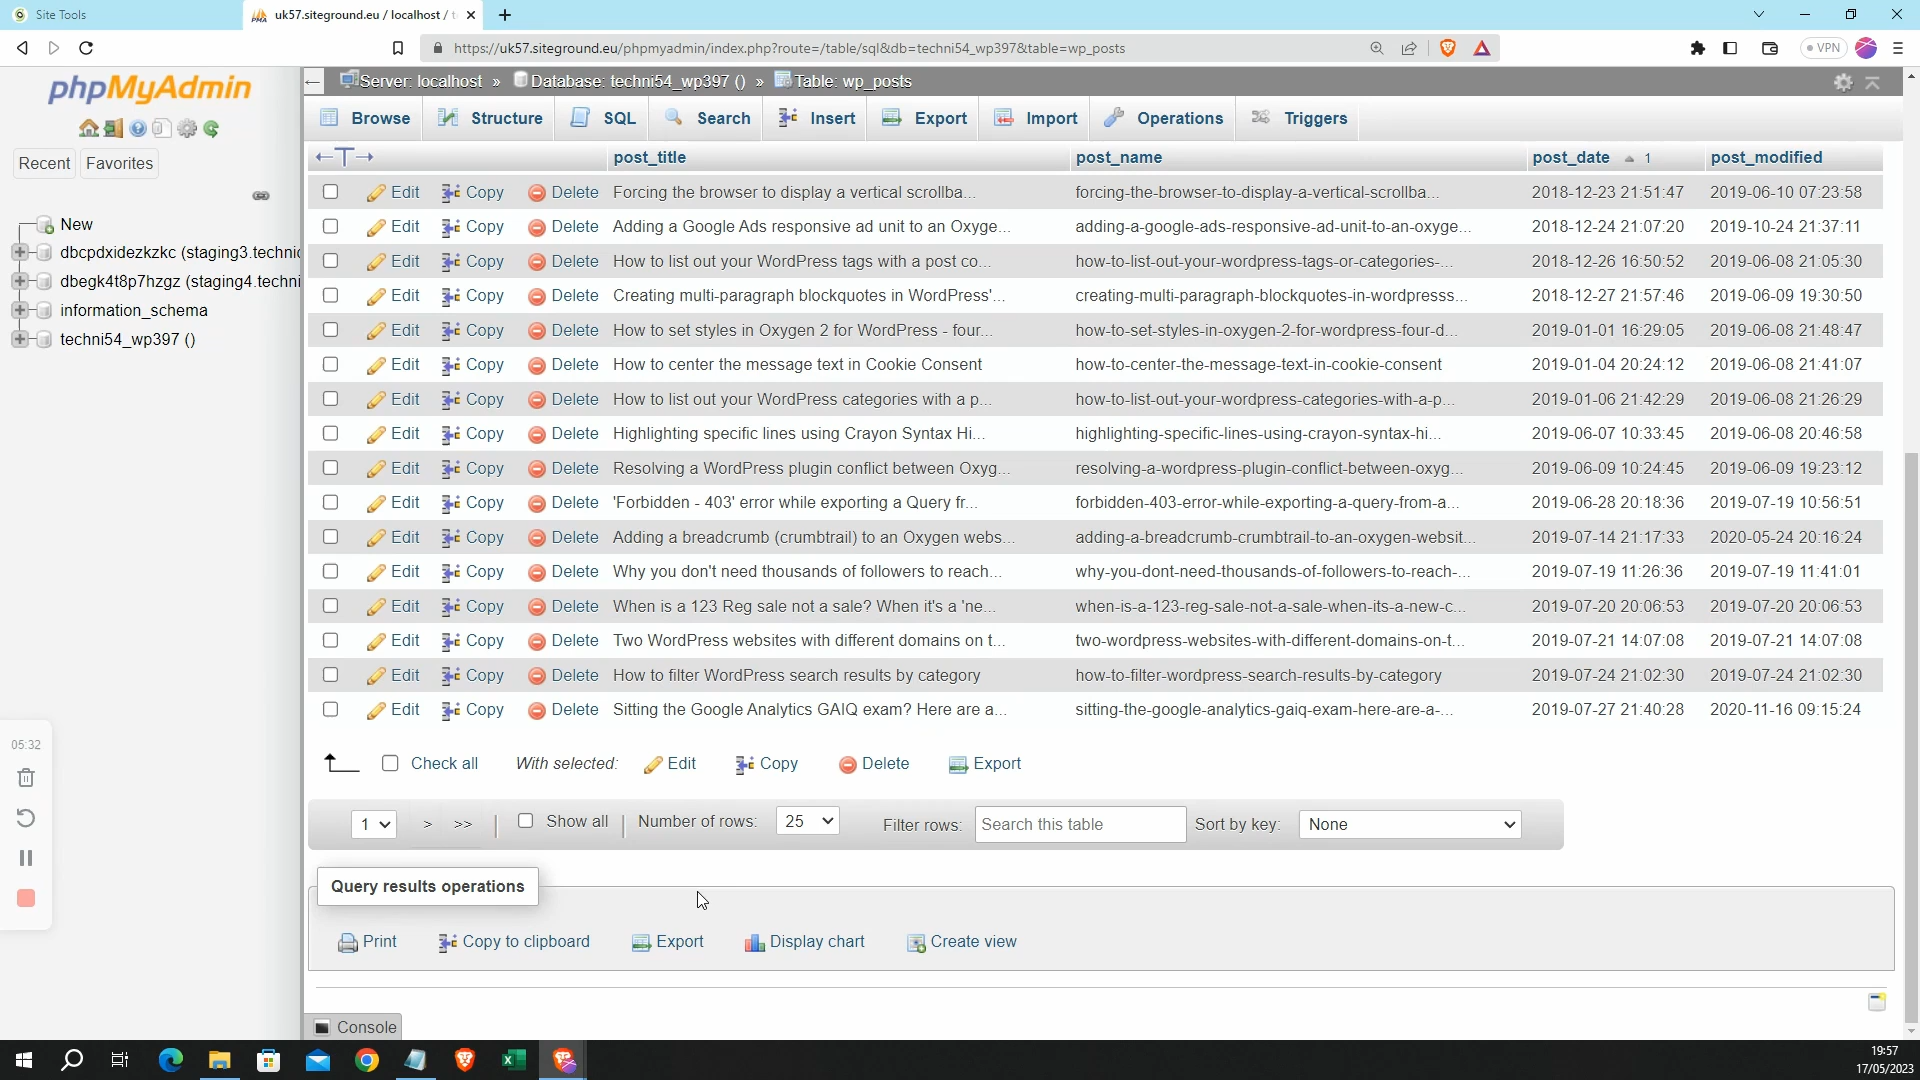 Site Tools
uk57.siteground.eu / localhost / t
https://uk57.siteground.eu/phpmyadmin/index.php?route=/table/sql&db=techni54_wp397&table=wp_posts
VPN
phpMyAdmin
Recent Favorites
New
dbcpdxidezkzkc (staging3.technic
dbegk4t8p7hzgz (staging4.techni
information_schema
techni54_wp397 ()
Server: localhost » Database: techni54_wp397 () » Table: wp_posts
Browse Structure SQL Search Insert Export Import Operations Triggers
post_title post_name post_date 1 post_modified
Edit Copy Delete Forcing the browser to display a vertical scrollba... forcing-the-browser-to-display-a-vertical-scrollba... 2018-12-23 21:51:47 2019-06-10 07:23:58
Edit Copy Delete Adding a Google Ads responsive ad unit to an Oxyge... adding-a-google-ads-responsive-ad-unit-to-an-oxyge... 2018-12-24 21:07:20 2019-10-24 21:37:11
Edit Copy Delete How to list out your WordPress tags with a post co... how-to-list-out-your-wordpress-tags-or-categories-... 2018-12-26 16:50:52 2019-06-08 21:05:30
Edit Copy Delete Creating multi-paragraph blockquotes in WordPress'... creating-multi-paragraph-blockquotes-in-wordpresss... 2018-12-27 21:57:46 2019-06-09 19:30:50
Edit Copy Delete How to set styles in Oxygen 2 for WordPress - four... how-to-set-styles-in-oxygen-2-for-wordpress-four-d... 2019-01-01 16:29:05 2019-06-08 21:48:47
Edit Copy Delete How to center the message text in Cookie Consent how-to-center-the-message-text-in-cookie-consent 2019-01-04 20:24:12 2019-06-08 21:41:07
Edit Copy Delete How to list out your WordPress categories with a p... how-to-list-out-your-wordpress-categories-with-a-p... 2019-01-06 21:42:29 2019-06-08 21:26:29
Edit Copy Delete Highlighting specific lines using Crayon Syntax Hi... highlighting-specific-lines-using-crayon-syntax-hi... 2019-06-07 10:33:45 2019-06-08 20:46:58
Edit Copy Delete Resolving a WordPress plugin conflict between Oxyg... resolving-a-wordpress-plugin-conflict-between-oxyg... 2019-06-09 10:24:45 2019-06-09 19:23:12
Edit Copy Delete 'Forbidden - 403' error while exporting a Query fr... forbidden-403-error-while-exporting-a-query-from-a... 2019-06-28 20:18:36 2019-07-19 10:56:51
Edit Copy Delete Adding a breadcrumb (crumbtrail) to an Oxygen webs... adding-a-breadcrumb-crumbtrail-to-an-oxygen-websit... 2019-07-14 21:17:33 2020-05-24 20:16:24
Edit Copy Delete Why you don't need thousands of followers to reach... why-you-dont-need-thousands-of-followers-to-reach-... 2019-07-19 11:26:36 2019-07-19 11:41:01
Edit Copy Delete When is a 123 Reg sale not a sale? When it's a 'ne... when-is-a-123-reg-sale-not-a-sale-when-its-a-new-c... 2019-07-20 20:06:53 2019-07-20 20:06:53
Edit Copy Delete Two WordPress websites with different domains on t... two-wordpress-websites-with-different-domains-on-t... 2019-07-21 14:07:08 2019-07-21 14:07:08
Edit Copy Delete How to filter WordPress search results by category how-to-filter-wordpress-search-results-by-category 2019-07-24 21:02:30 2019-07-24 21:02:30
Edit Copy Delete Sitting the Google Analytics GAIQ exam? Here are a... sitting-the-google-analytics-gaiq-exam-here-are-a-... 2019-07-27 21:40:28 2020-11-16 09:15:24
05:32
Check all With selected: Edit Copy Delete Export
1 > >> | Show all | Number of rows: 25 Filter rows: Search this table Sort by key: None
Query results operations
Print Copy to clipboard Export Display chart Create view
Console
19:57
17/05/2023